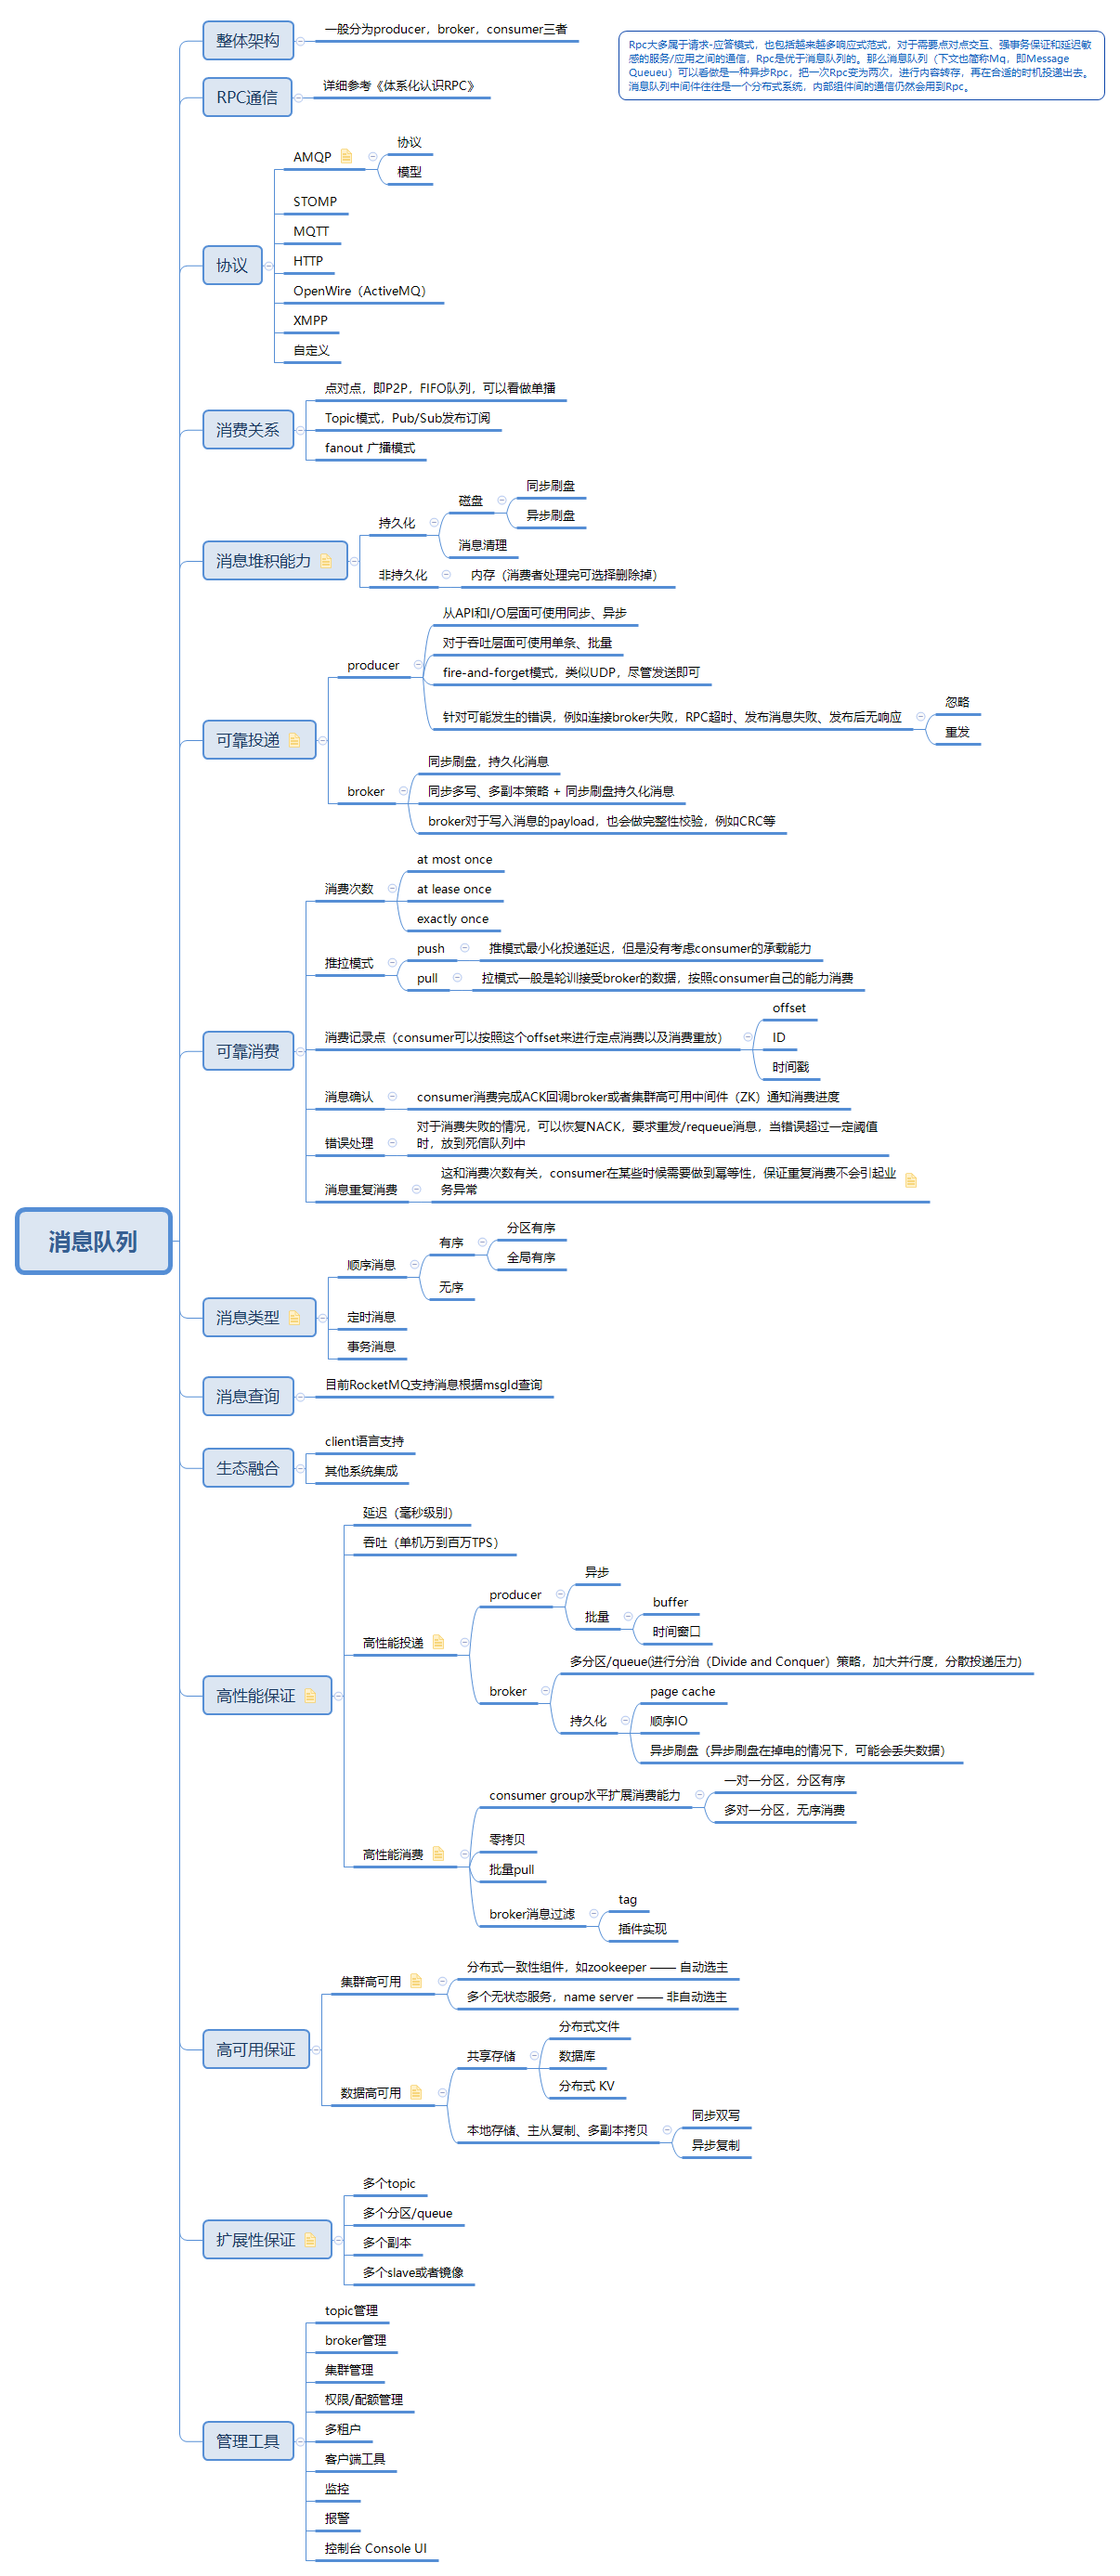 整体架构
一般分为producer，broker，consumer三者
Rpc大多属于请求-应答模式，也包括越来越多响应式范式，对于需要点对点交互、强事务保证和延迟敏
感的服务/应用之间的通信，Rpc是优于消息队列的。那么消息队列（下文也简称Mq，即Message
Queueu）可以看做是一种异步Rpc，把一次Rpc变为两次，进行内容转存，再在合适的时机投递出去。
消息队列中间件往往是一个分布式系统，内部组件间的通信仍然会用到Rpc。
RPC通信
详细参考《体系化认识RPC》
协议
AMQP
协议
模型
STOMP
MQTT
HTTP
OpenWire（ActiveMQ）
XMPP
自定义
消费关系
点对点，即P2P，FIFO队列，可以看做单播
Topic模式，Pub/Sub发布订阅
fanout 广播模式
消息堆积能力
持久化
磁盘
同步刷盘
异步刷盘
消息清理
非持久化
内存（消费者处理完可选择删除掉）
可靠投递
producer
从API和I/O层面可使用同步、异步
对于吞吐层面可使用单条、批量
fire-and-forget模式，类似UDP，尽管发送即可
针对可能发生的错误，例如连接broker失败，RPC超时、发布消息失败、发布后无响应
忽略
重发
broker
同步刷盘，持久化消息
同步多写、多副本策略 + 同步刷盘持久化消息
broker对于写入消息的payload，也会做完整性校验，例如CRC等
可靠消费
消费次数
at most once
at lease once
exactly once
推拉模式
push
推模式最小化投递延迟，但是没有考虑consumer的承载能力
pull
拉模式一般是轮训接受broker的数据，按照consumer自己的能力消费
消费记录点（consumer可以按照这个offset来进行定点消费以及消费重放）
offset
ID
时间戳
消息确认
consumer消费完成ACK回调broker或者集群高可用中间件（ZK）通知消费进度
错误处理
对于消费失败的情况，可以恢复NACK，要求重发/requeue消息，当错误超过一定阈值
时，放到死信队列中
消息重复消费
这和消费次数有关，consumer在某些时候需要做到幂等性，保证重复消费不会引起业
务异常
消息队列
消息类型
顺序消息
有序
分区有序
全局有序
无序
定时消息
事务消息
消息查询
目前RocketMQ支持消息根据msgId查询
生态融合
client语言支持
其他系统集成
高性能保证
延迟（毫秒级别）
吞吐（单机万到百万TPS）
高性能投递
producer
异步
批量
buffer
时间窗口
broker
多分区/queue(进行分治（Divide and Conquer）策略，加大并行度，分散投递压力)
持久化
page cache
顺序IO
异步刷盘（异步刷盘在掉电的情况下，可能会丢失数据）
高性能消费
consumer group水平扩展消费能力
一对一分区，分区有序
多对一分区，无序消费
零拷贝
批量pull
broker消息过滤
tag
插件实现
高可用保证
集群高可用
分布式一致性组件，如zookeeper —— 自动选主
多个无状态服务，name server —— 非自动选主
数据高可用
共享存储
分布式文件
数据库
分布式 KV
本地存储、主从复制、多副本拷贝
同步双写
异步复制
扩展性保证
多个topic
多个分区/queue
多个副本
多个slave或者镜像
管理工具
topic管理
broker管理
集群管理
权限/配额管理
多租户
客户端工具
监控
报警
控制台 Console UI